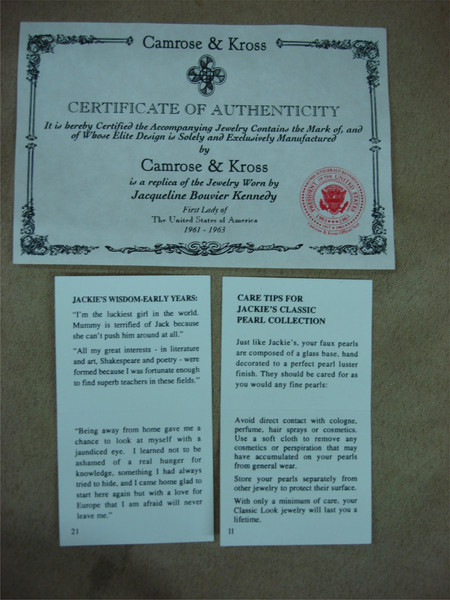 Camrose & Kross
CERTIFICATE OF AUTHENTICITY
It is hereby Certified the Accompanying Jewelry Contains the Mark of, and
of Whose Elite Design is Solely and Exclusively Manufactured
by
Camrose & Kross
is a replica of the Jewelry Worn by
Jacqueline Bouvier Kennedy
First Lady of
The United States of America
1961 - 1963
PRESIDENT OF THE UNITED STATES
JACKIE'S WISDOM-EARLY YEARS:
"I'm the luckiest girl in the world.
Mummy is terrified of Jack because
she can't push him around at all."
"All my great interests - in literature
and art, Shakespeare and poetry - were
formed because I was fortunate enough
to find superb teachers in these fields."
"Being away from home gave me a
chance to look at myself with a
jaundiced eye. I learned not to be
ashamed of a real hunger for
knowledge, something I had always
tried to hide, and I came home glad to
start here again but with a love for
Europe that I am afraid will never
leave me."
21
CARE TIPS FOR
JACKIE'S CLASSIC
PEARL COLLECTION
Just like Jackie's, your faux pearls
are composed of a glass base, hand
decorated to a perfect pearl luster
finish. They should be cared for as
you would any fine pearls:
Avoid direct contact with cologne,
perfume, hair sprays or cosmetics.
Use a soft cloth to remove any
cosmetics or perspiration that may
have accumulated on your pearls
from general wear.
Store your pearls separately from
other jewelry to protect their surface.
With only a minimum of care, your
Classic Look jewelry will last you a
lifetime.
11